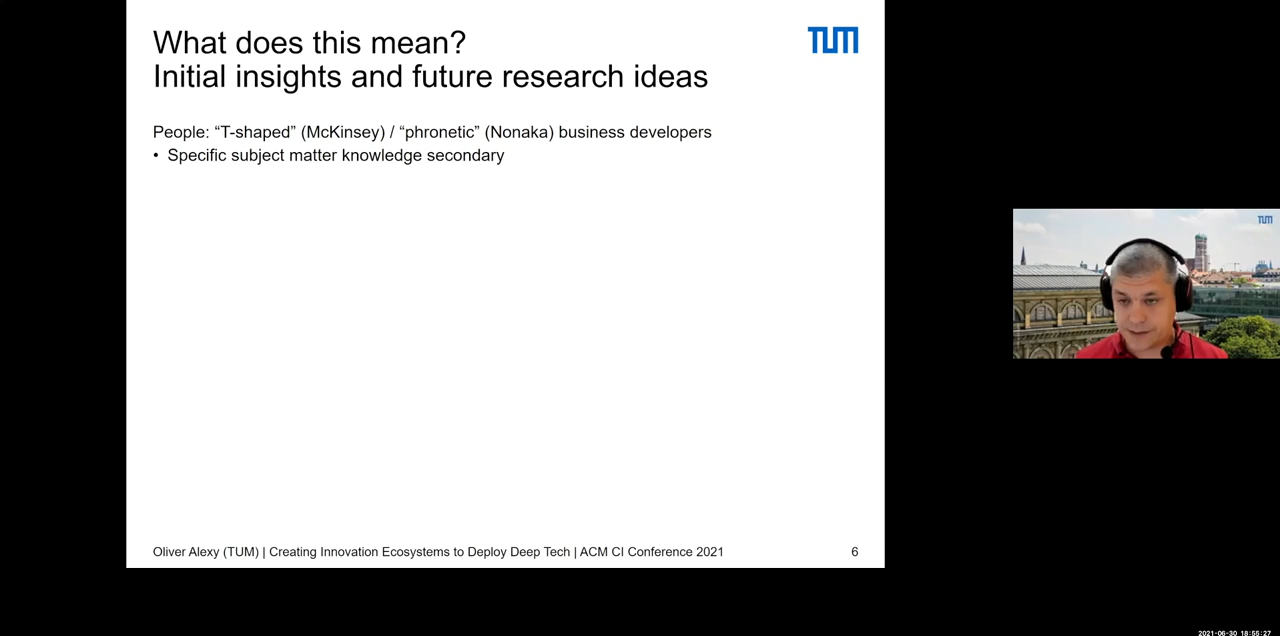 What does this mean?
TUM
Initial insights and future research ideas
People: “T-shaped” (McKinsey) / “phronetic” (Nonaka) business developers
• Specific subject matter knowledge secondary
TUM
Oliver Alexy (TUM) | Creating Innovation Ecosystems to Deploy Deep Tech | ACM CI Conference 2021
6
2021-06-30 18:55:27